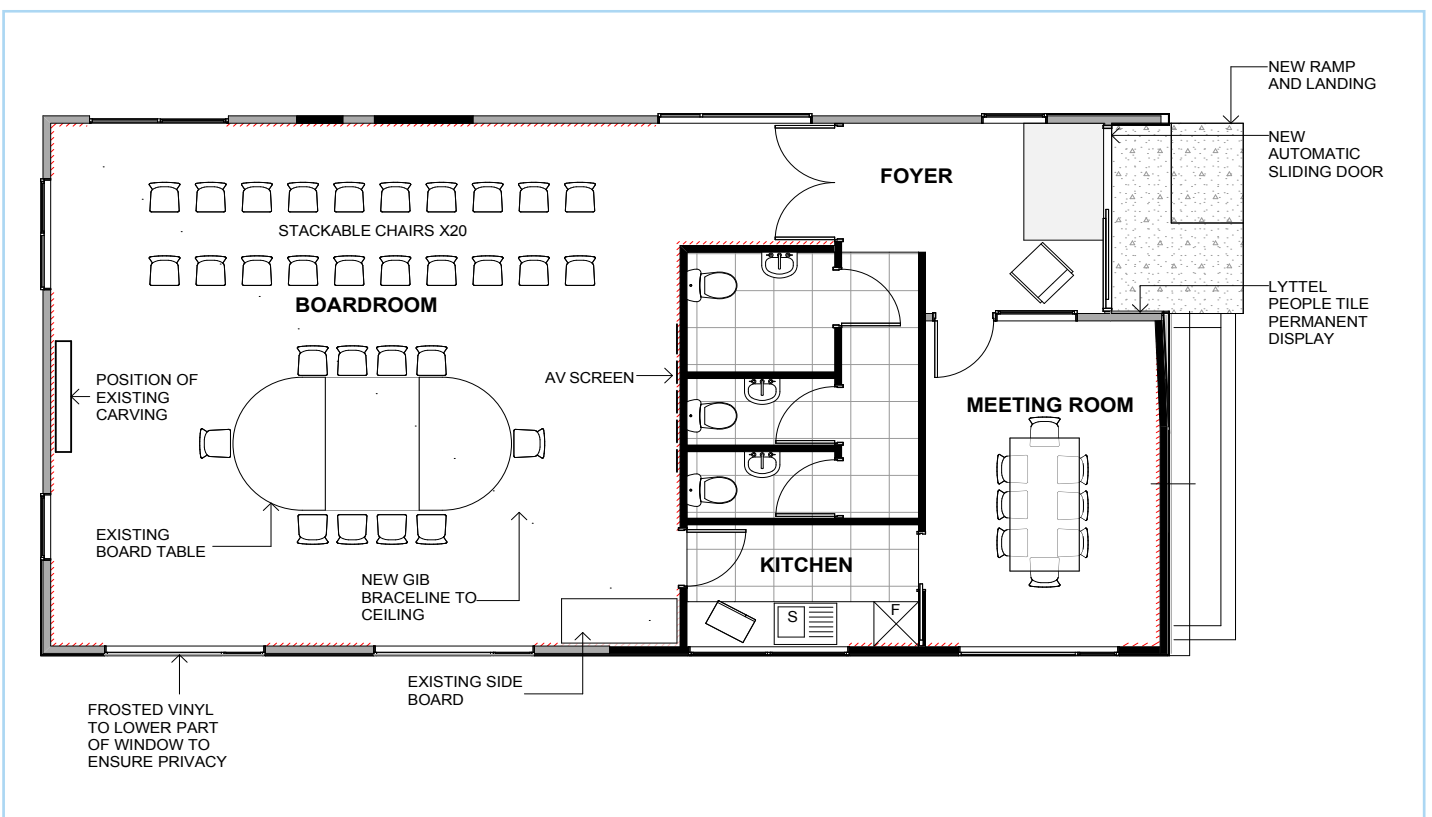 NEW RAMP
AND LANDING
NEW
AUTOMATIC
SLIDING DOOR
FOYER
STACKABLE CHAIRS X20
BOARDROOM
LYTTEL
PEOPLE TILE
PERMANENT
DISPLAY
POSITION OF
EXISTING
CARVING
AV SCREEN
MEETING ROOM
EXISTING
BOARD TABLE
NEW GIB
BRACELINE TO
CEILING
KITCHEN
S
F
EXISTING SIDE
BOARD
FROSTED VINYL
TO LOWER PART
OF WINDOW TO
ENSURE PRIVACY